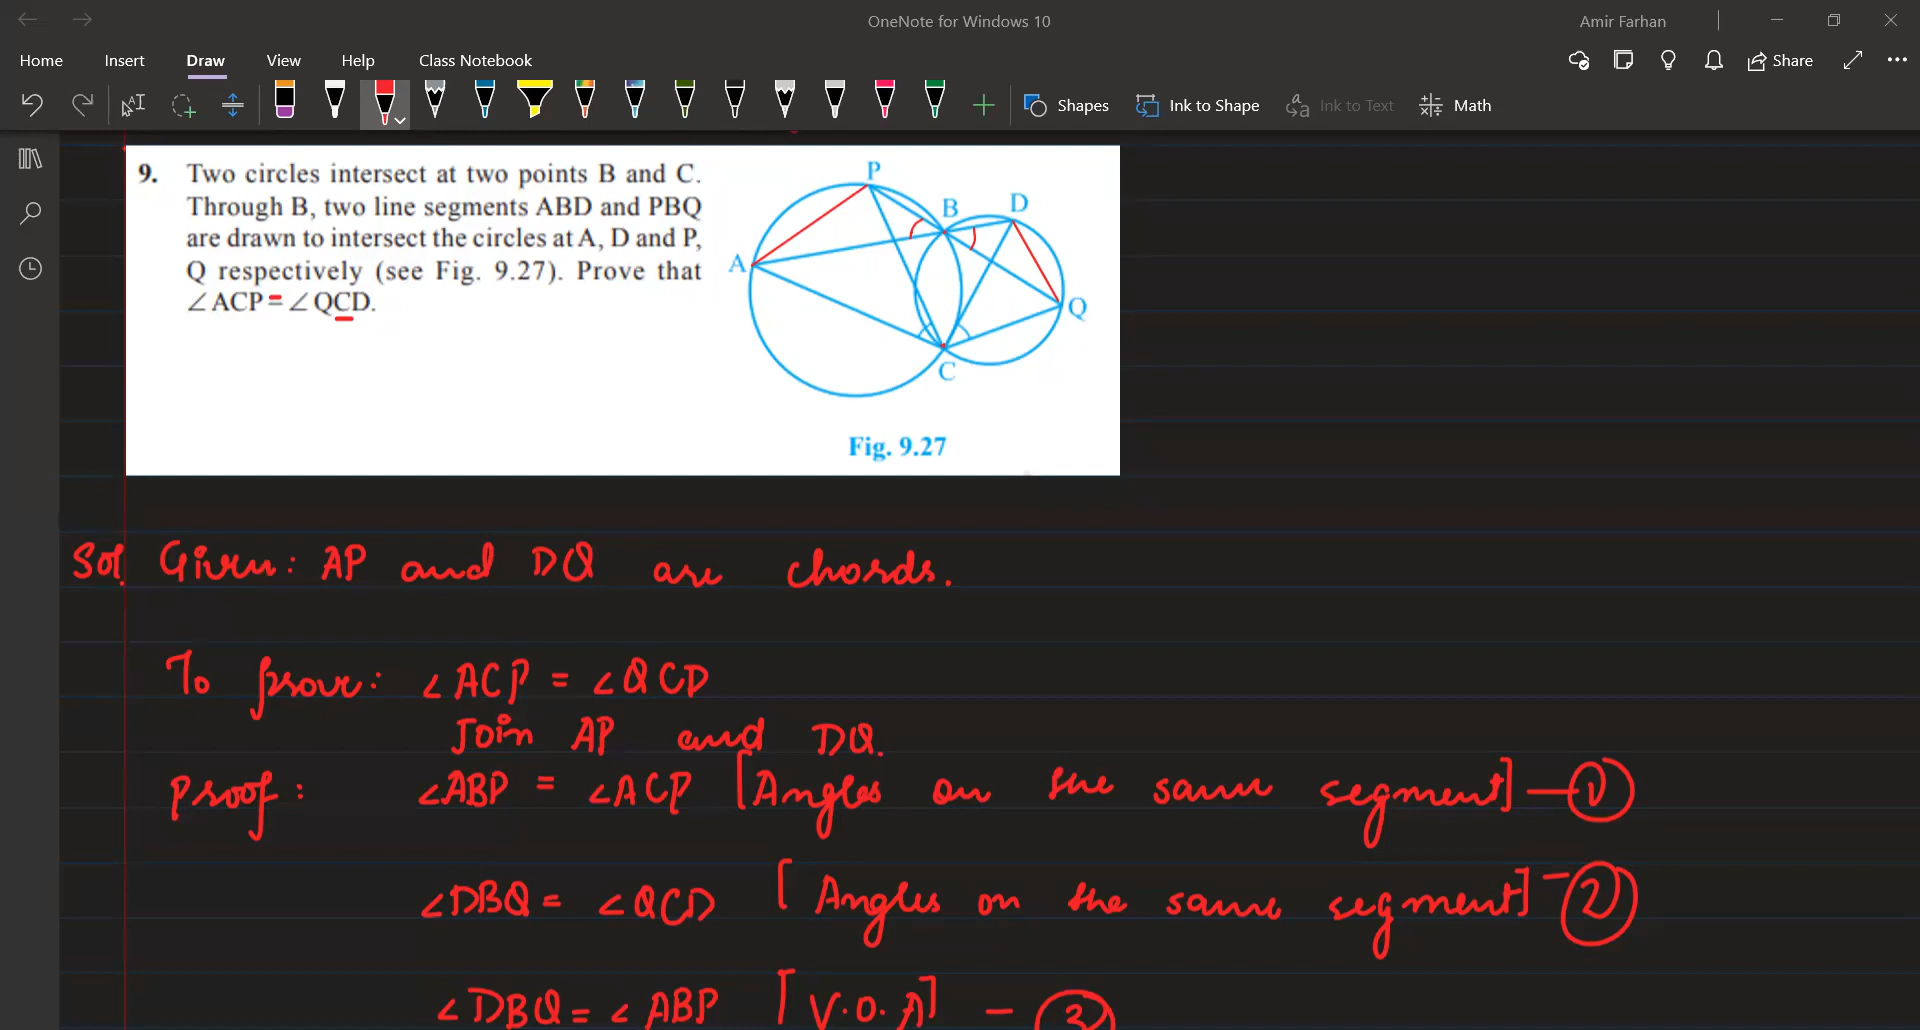 OneNote for Windows 10
Amir Farhan
Home Insert Draw View Help Class Notebook
Share
Shapes Ink to Shape Ink to Text Math
9. Two circles intersect at two points B and C.
Through B, two line segments ABD and PBQ
are drawn to intersect the circles at A, D and P,
Q respectively (see Fig. 9.27). Prove that
∠ACP = ∠QCD.
P
B
D
A
Q
C
Fig. 9.27
Sol. Given: AP and DQ are chords.
To prove: ∠ACP = ∠QCD
Join AP and DQ.
Proof: ∠ABP = ∠ACP [Angles on the same segment] — ①
∠DBQ = ∠QCD [Angles on the same segment] — ②
∠DBQ = ∠ABP [V.O.A] — ③